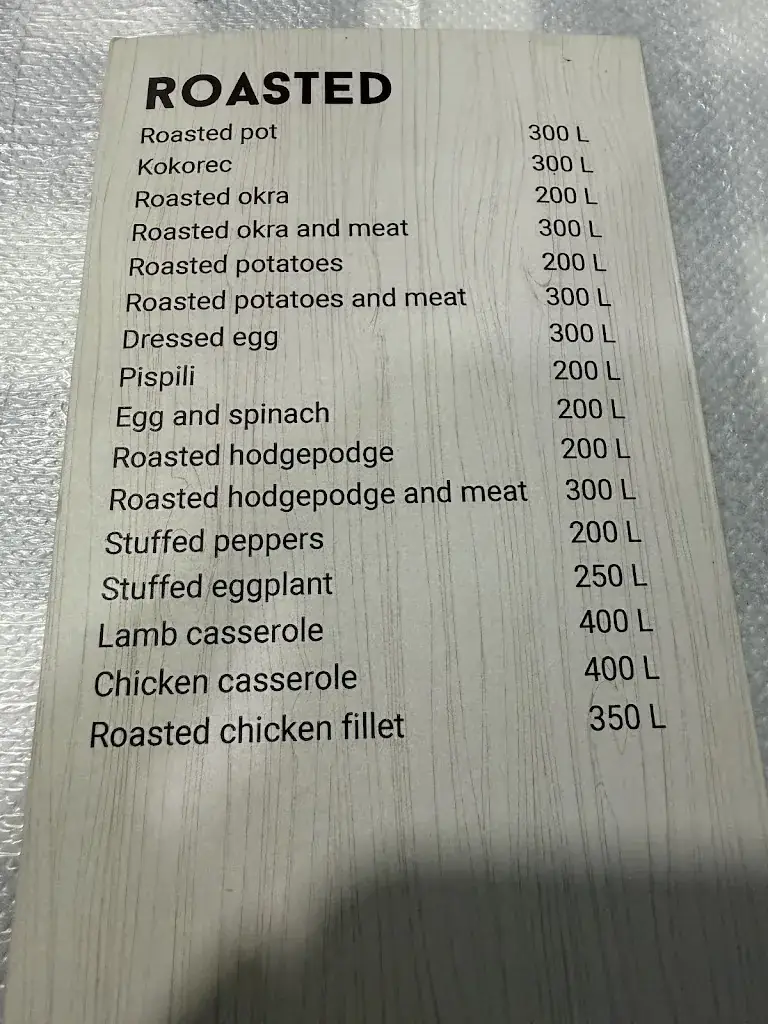 ROASTED
Roasted pot 300 L
Kokorec 300 L
Roasted okra 200 L
Roasted okra and meat 300 L
Roasted potatoes 200 L
Roasted potatoes and meat 300 L
Dressed egg 300 L
Pispili 200 L
Egg and spinach 200 L
Roasted hodgepodge 200 L
Roasted hodgepodge and meat 300 L
Stuffed peppers 200 L
Stuffed eggplant 250 L
Lamb casserole 400 L
Chicken casserole 400 L
Roasted chicken fillet 350 L